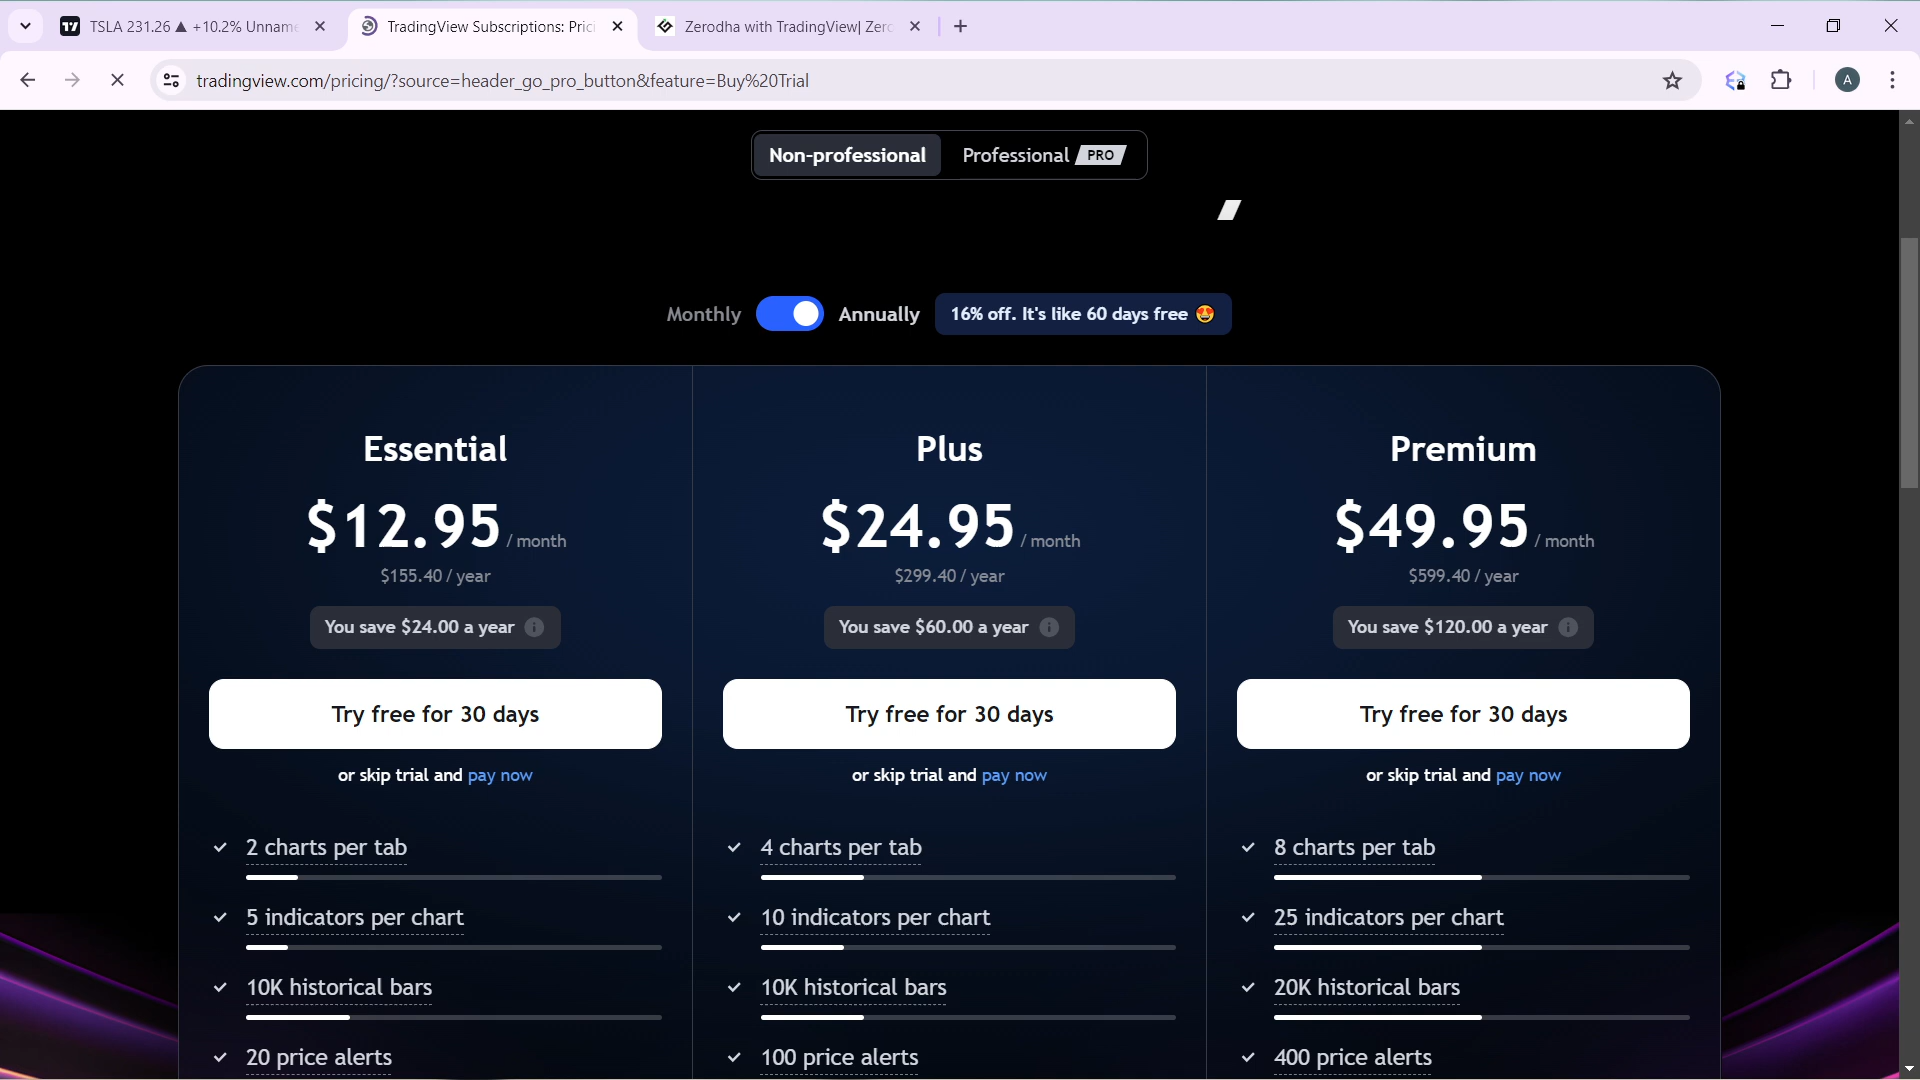 TSLA 231.26 ▲ +10.2% Unname
TradingView Subscriptions: Prici
Zerodha with TradingView| Zero
tradingview.com/pricing/?source=header_go_pro_button&feature=Buy%20Trial
A
Non-professional
Professional PRO
Monthly
Annually
16% off. It's like 60 days free 😍
Essential
$12.95 / month
$155.40 / year
You save $24.00 a year
Try free for 30 days
or skip trial and pay now
2 charts per tab
5 indicators per chart
10K historical bars
20 price alerts
Plus
$24.95 / month
$299.40 / year
You save $60.00 a year
Try free for 30 days
or skip trial and pay now
4 charts per tab
10 indicators per chart
10K historical bars
100 price alerts
Premium
$49.95 / month
$599.40 / year
You save $120.00 a year
Try free for 30 days
or skip trial and pay now
8 charts per tab
25 indicators per chart
20K historical bars
400 price alerts